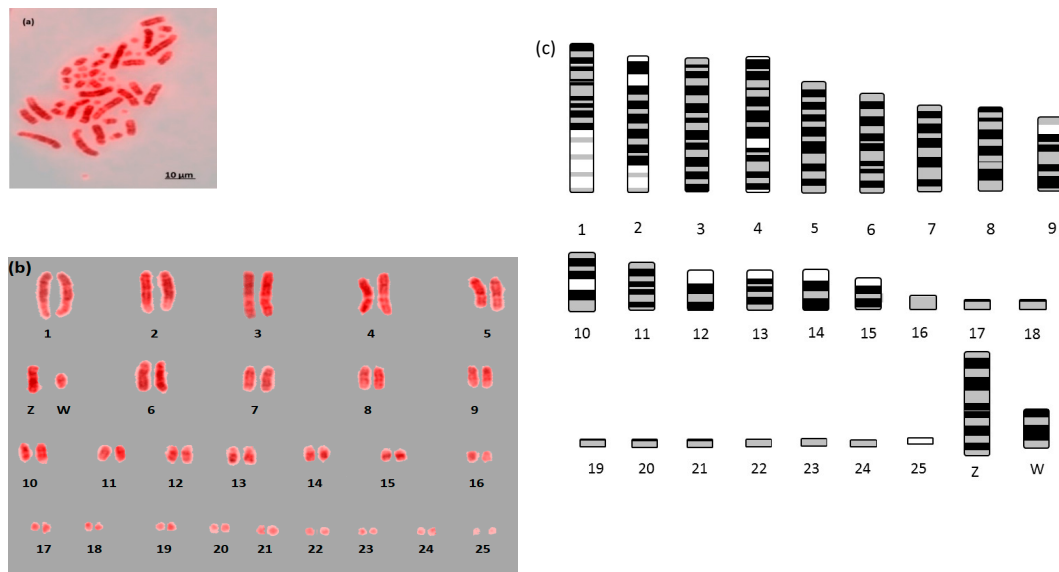 (a)
10 µm
(b)
1 2 3 4 5
Z W 6 7 8 9
10 11 12 13 14 15 16
17 18 19 20 21 22 23 24 25
(c)
1 2 3 4 5 6 7 8 9
10 11 12 13 14 15 16 17 18
19 20 21 22 23 24 25 Z W